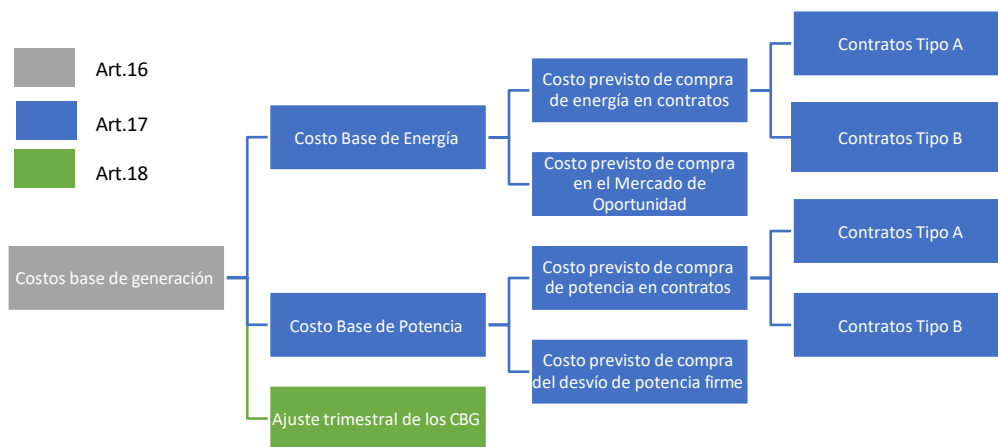 Art.16
Art.17
Art.18
Costos base de generación
Costo Base de Energía
Costo Base de Potencia
Ajuste trimestral de los CBG
Costo previsto de compra
de energía en contratos
Costo previsto de compra
en el Mercado de
Oportunidad
Costo previsto de compra
de potencia en contratos
Costo previsto de compra
del desvío de potencia firme
Contratos Tipo A
Contratos Tipo B
Contratos Tipo A
Contratos Tipo B